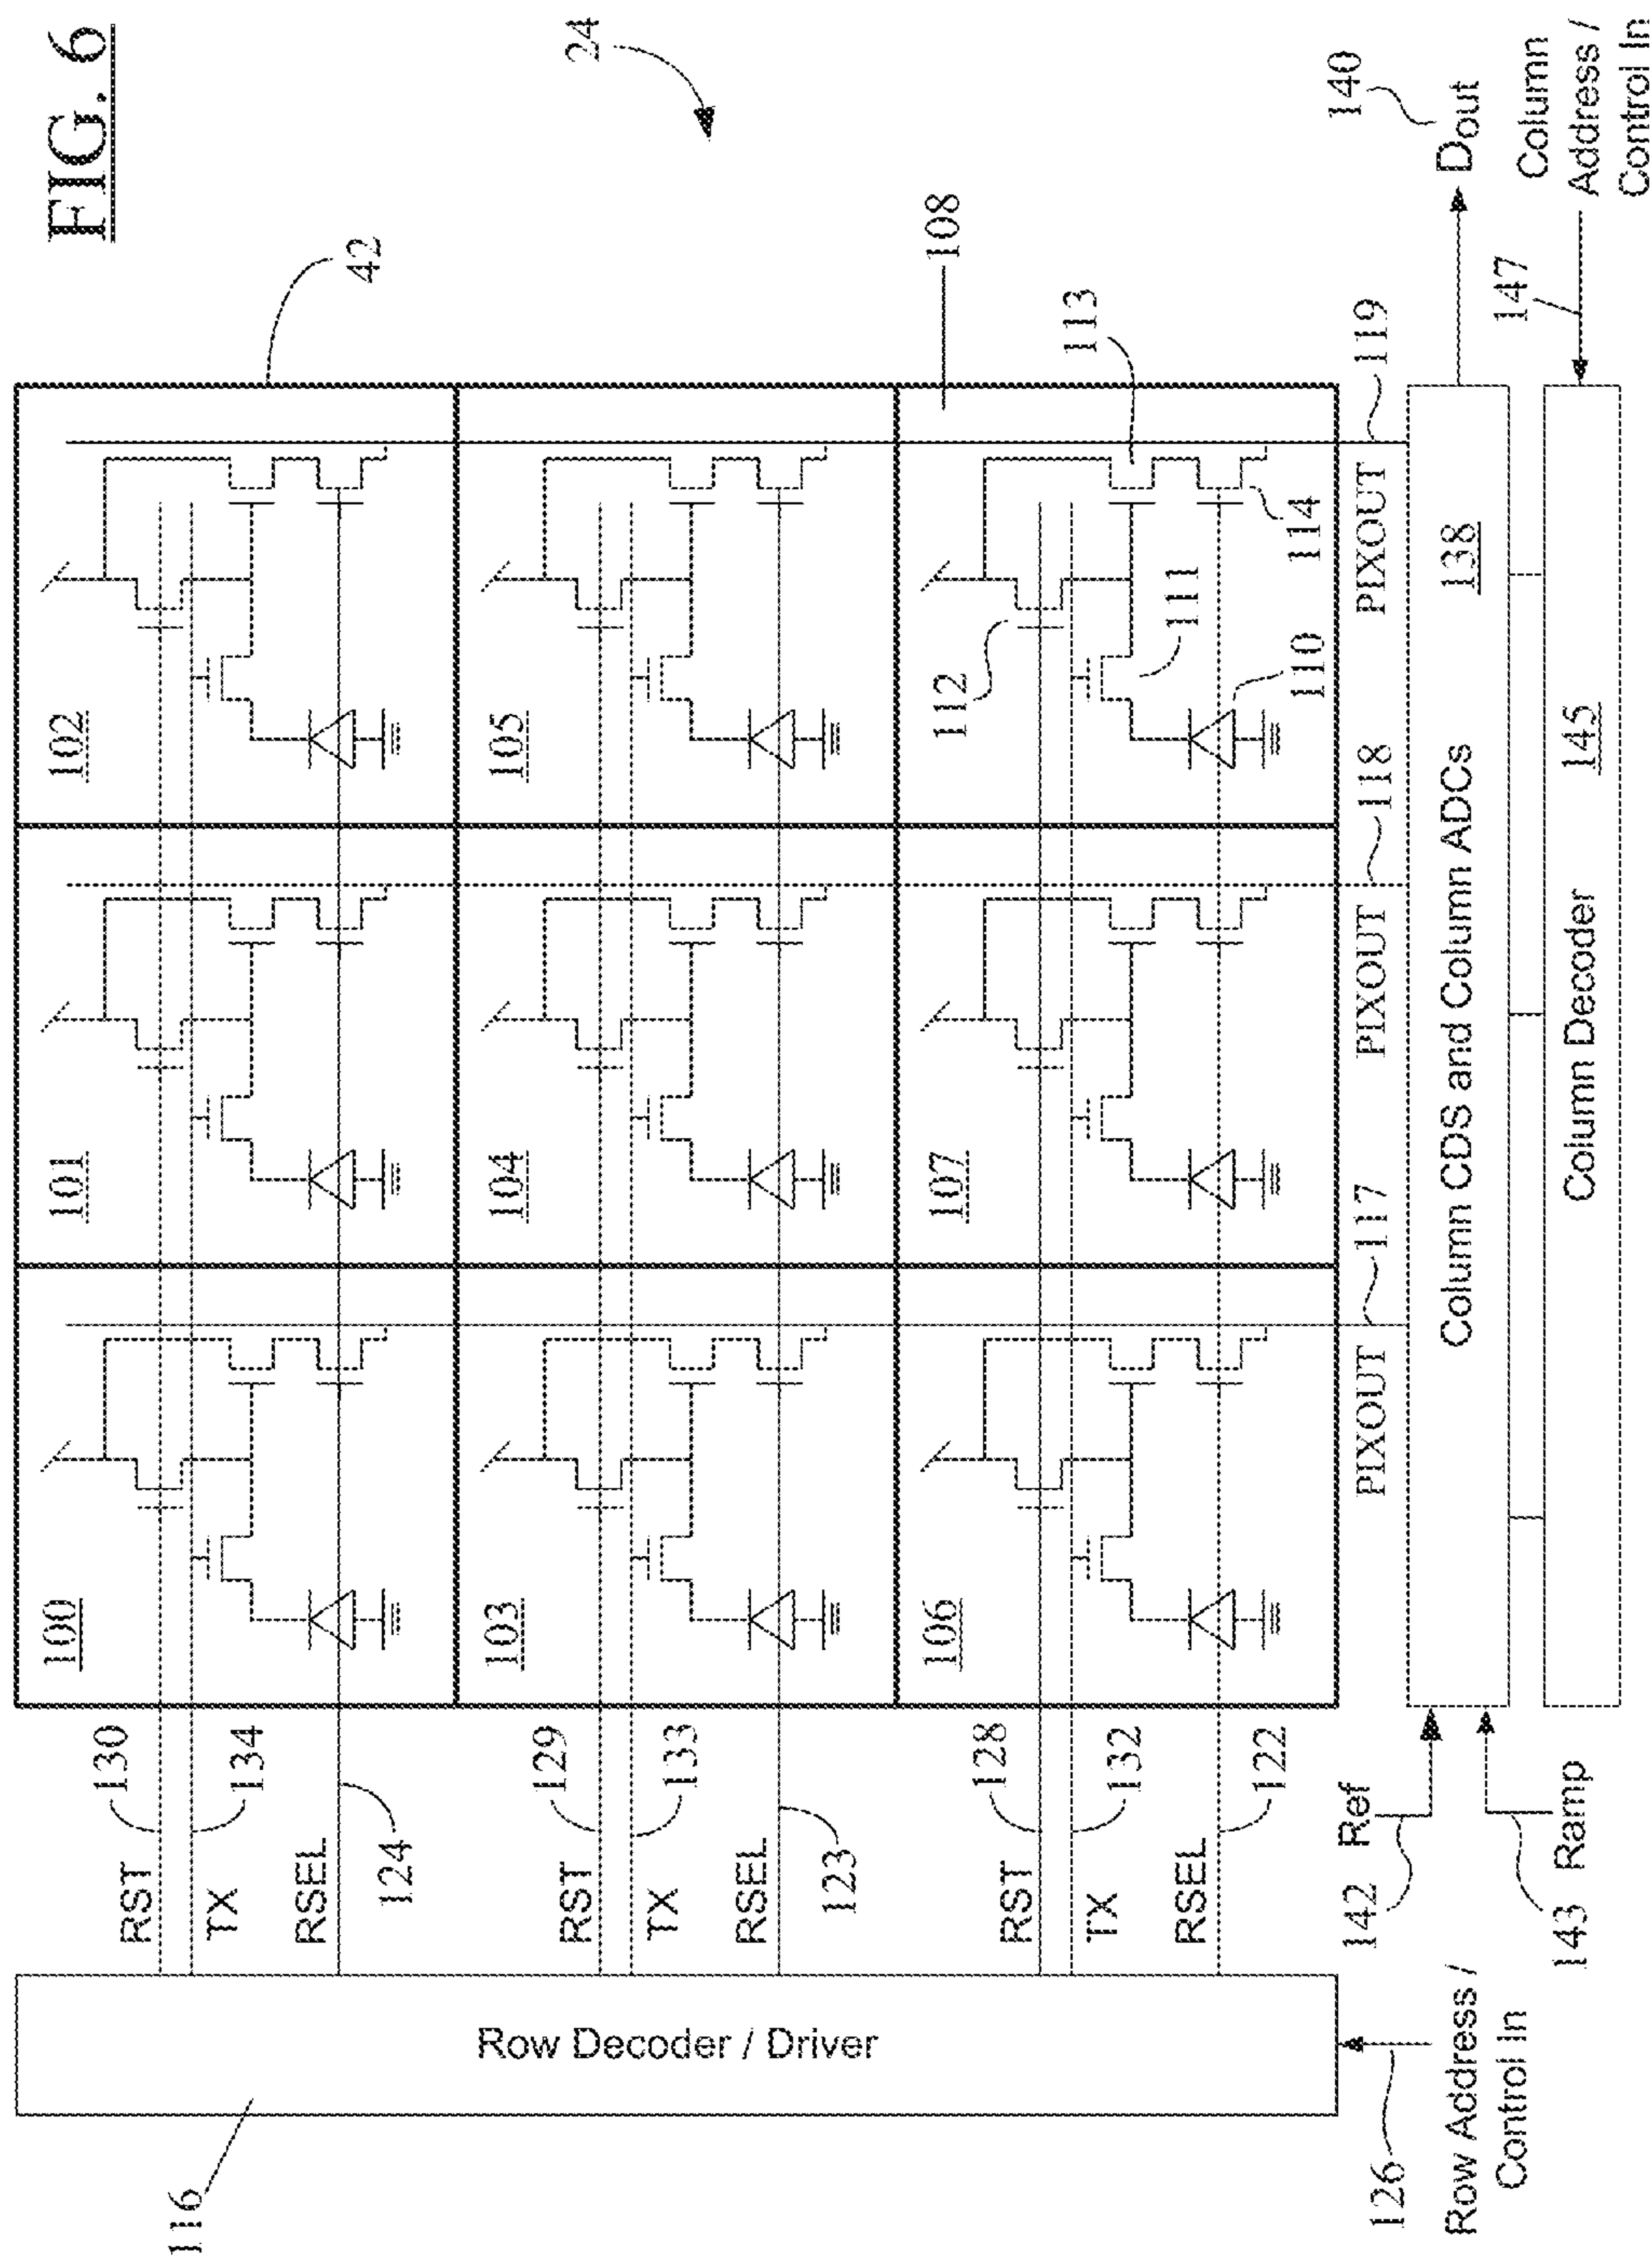 FIG. 6
24
42
116
Row Decoder / Driver
126
Row Address /
Control In
RST
130
TX
134
RSEL
124
RST
129
TX
133
RSEL
123
RST
128
TX
132
RSEL
122
100
101
102
103
104
105
106
107
108
112
111
110
113
114
PIXOUT
117
PIXOUT
118
PIXOUT
119
142
Ref
143
Ramp
Column CDS and Column ADCs
138
Column Decoder
145
140
Dout
147
Column
Address /
Control In